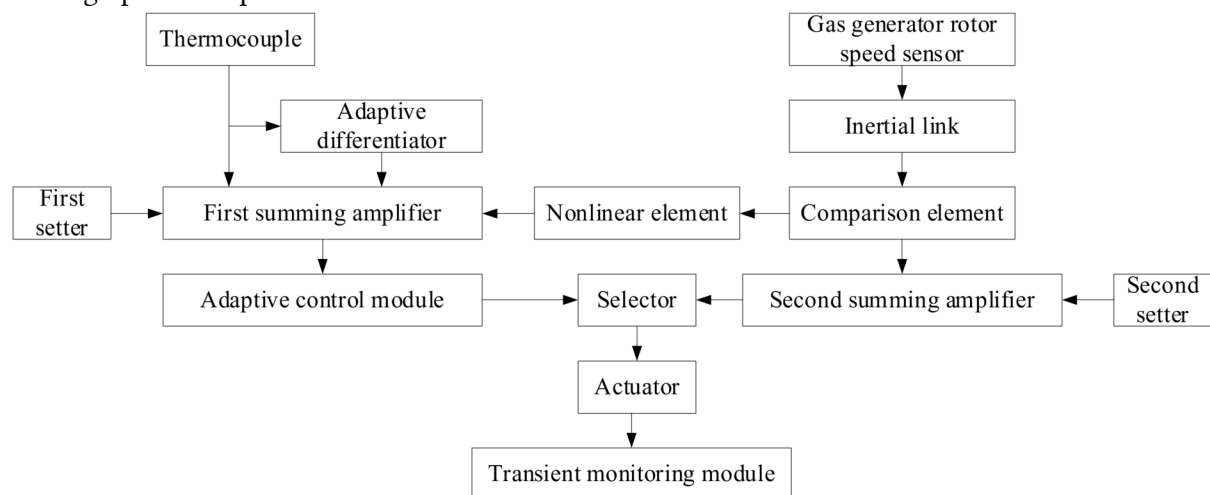 Thermocouple
Gas generator rotor
speed sensor
Adaptive
differentiator
Inertial link
First
setter
First summing amplifier
Nonlinear element
Comparison element
Adaptive control module
Selector
Second summing amplifier
Second
setter
Actuator
Transient monitoring module